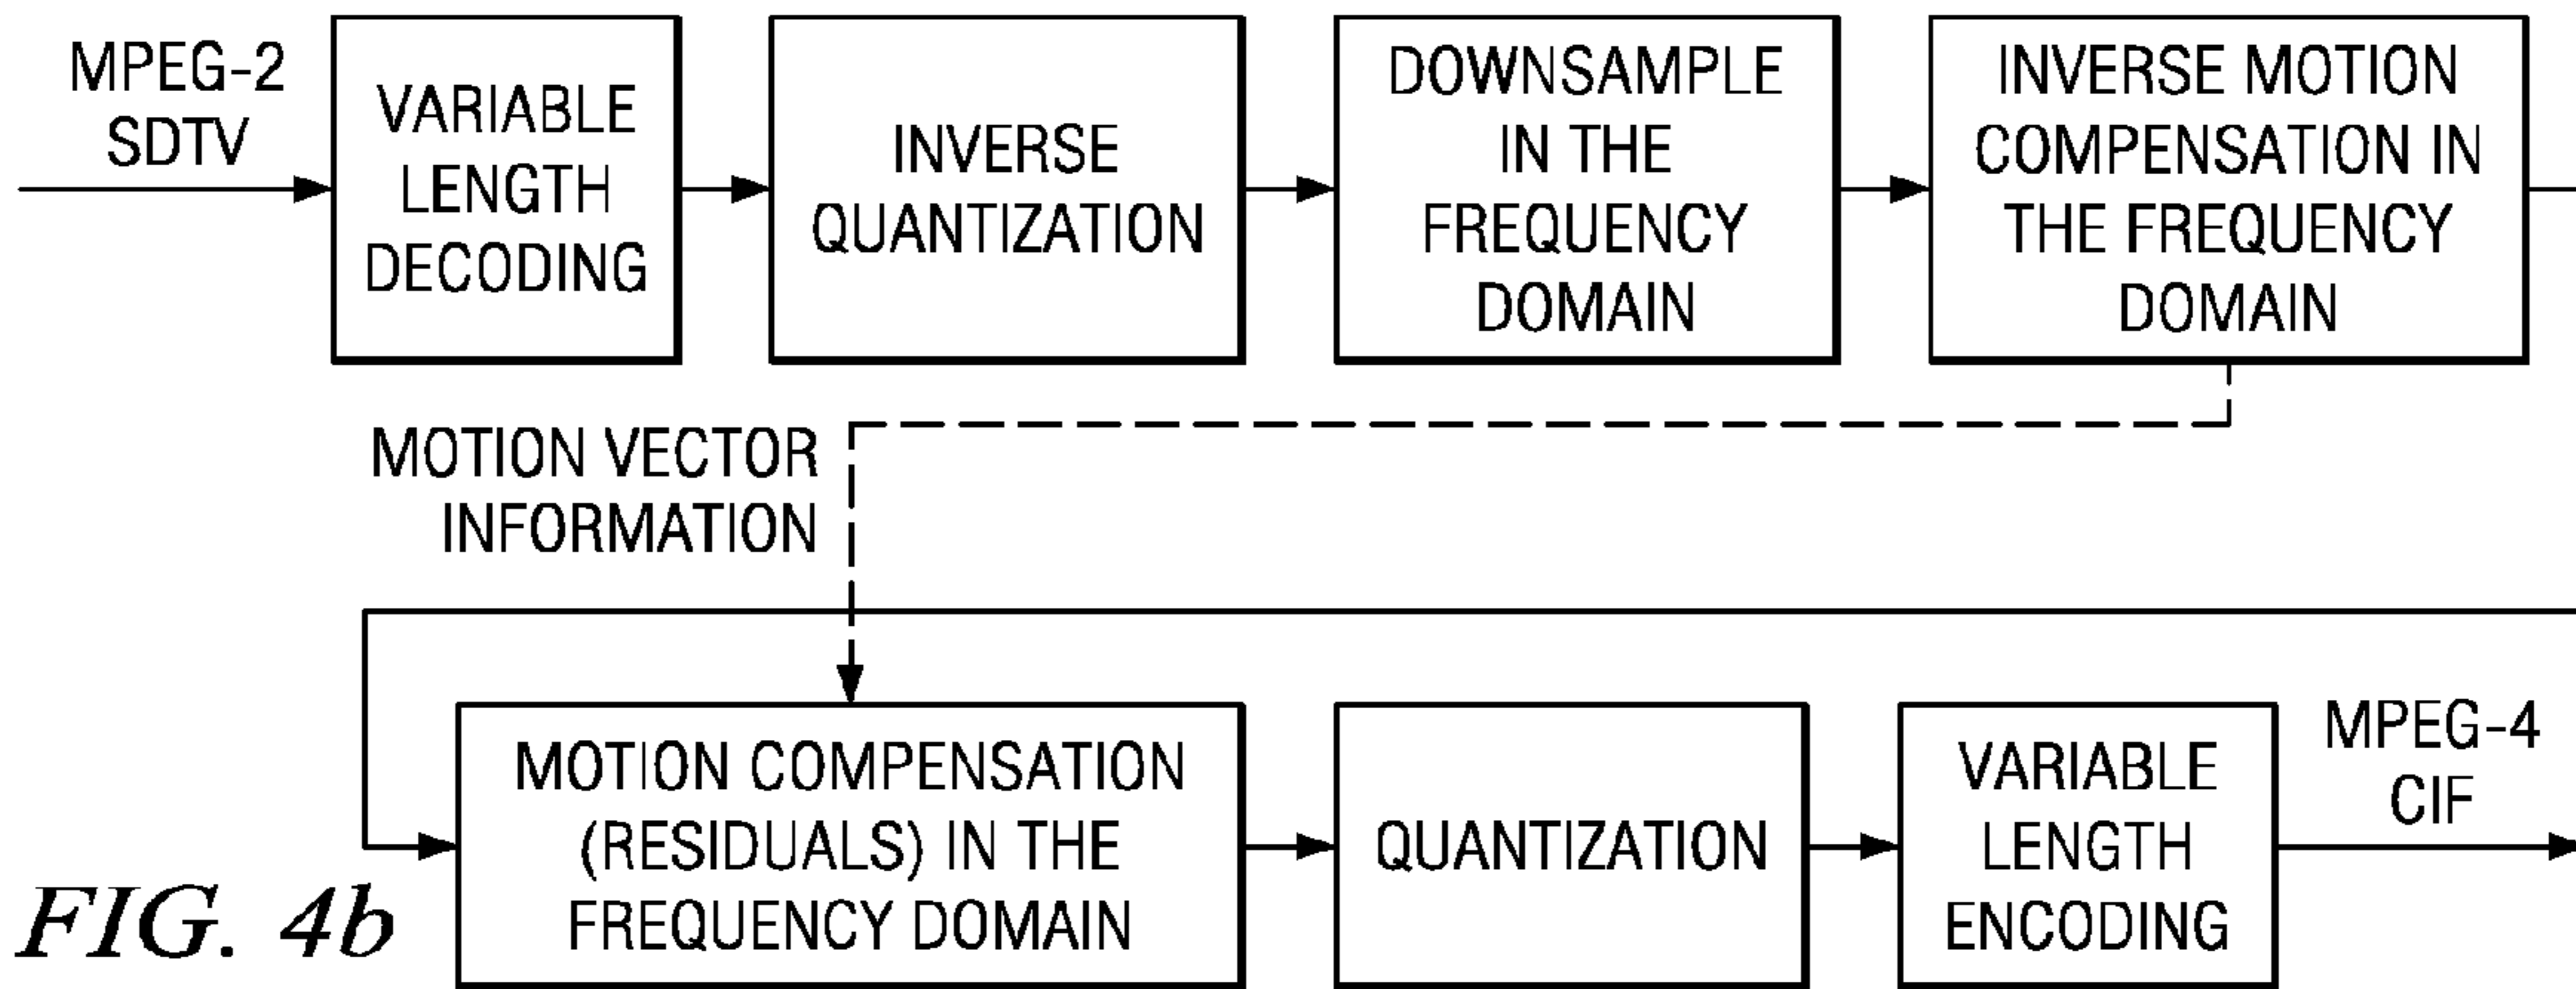 MPEG-2
SDTV
VARIABLE
LENGTH
DECODING
INVERSE
QUANTIZATION
DOWNSAMPLE
IN THE
FREQUENCY
DOMAIN
INVERSE MOTION
COMPENSATION IN
THE FREQUENCY
DOMAIN
MOTION VECTOR
INFORMATION
MOTION COMPENSATION
(RESIDUALS) IN THE
FREQUENCY DOMAIN
QUANTIZATION
VARIABLE
LENGTH
ENCODING
MPEG-4
CIF
FIG. 4b